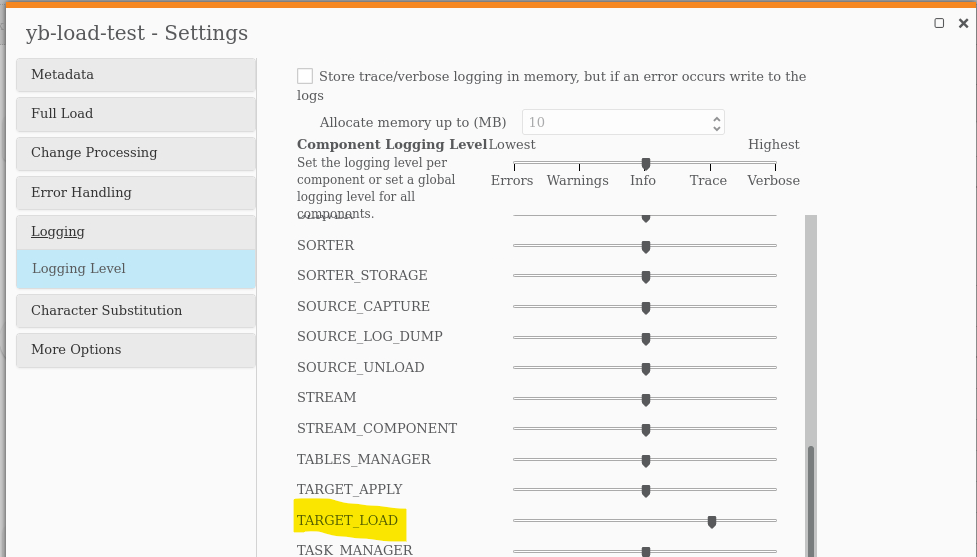 yb-load-test - Settings
Metadata
Full Load
Change Processing
Error Handling
Logging
Logging Level
Character Substitution
More Options
Store trace/verbose logging in memory, but if an error occurs write to the
logs
Allocate memory up to (MB) 10
Component Logging Level Lowest Highest
Set the logging level per
component or set a global
logging level for all
components.
Errors Warnings Info Trace Verbose
SORTER
SORTER_STORAGE
SOURCE_CAPTURE
SOURCE_LOG_DUMP
SOURCE_UNLOAD
STREAM
STREAM_COMPONENT
TABLES_MANAGER
TARGET_APPLY
TARGET_LOAD
TASK_MANAGER